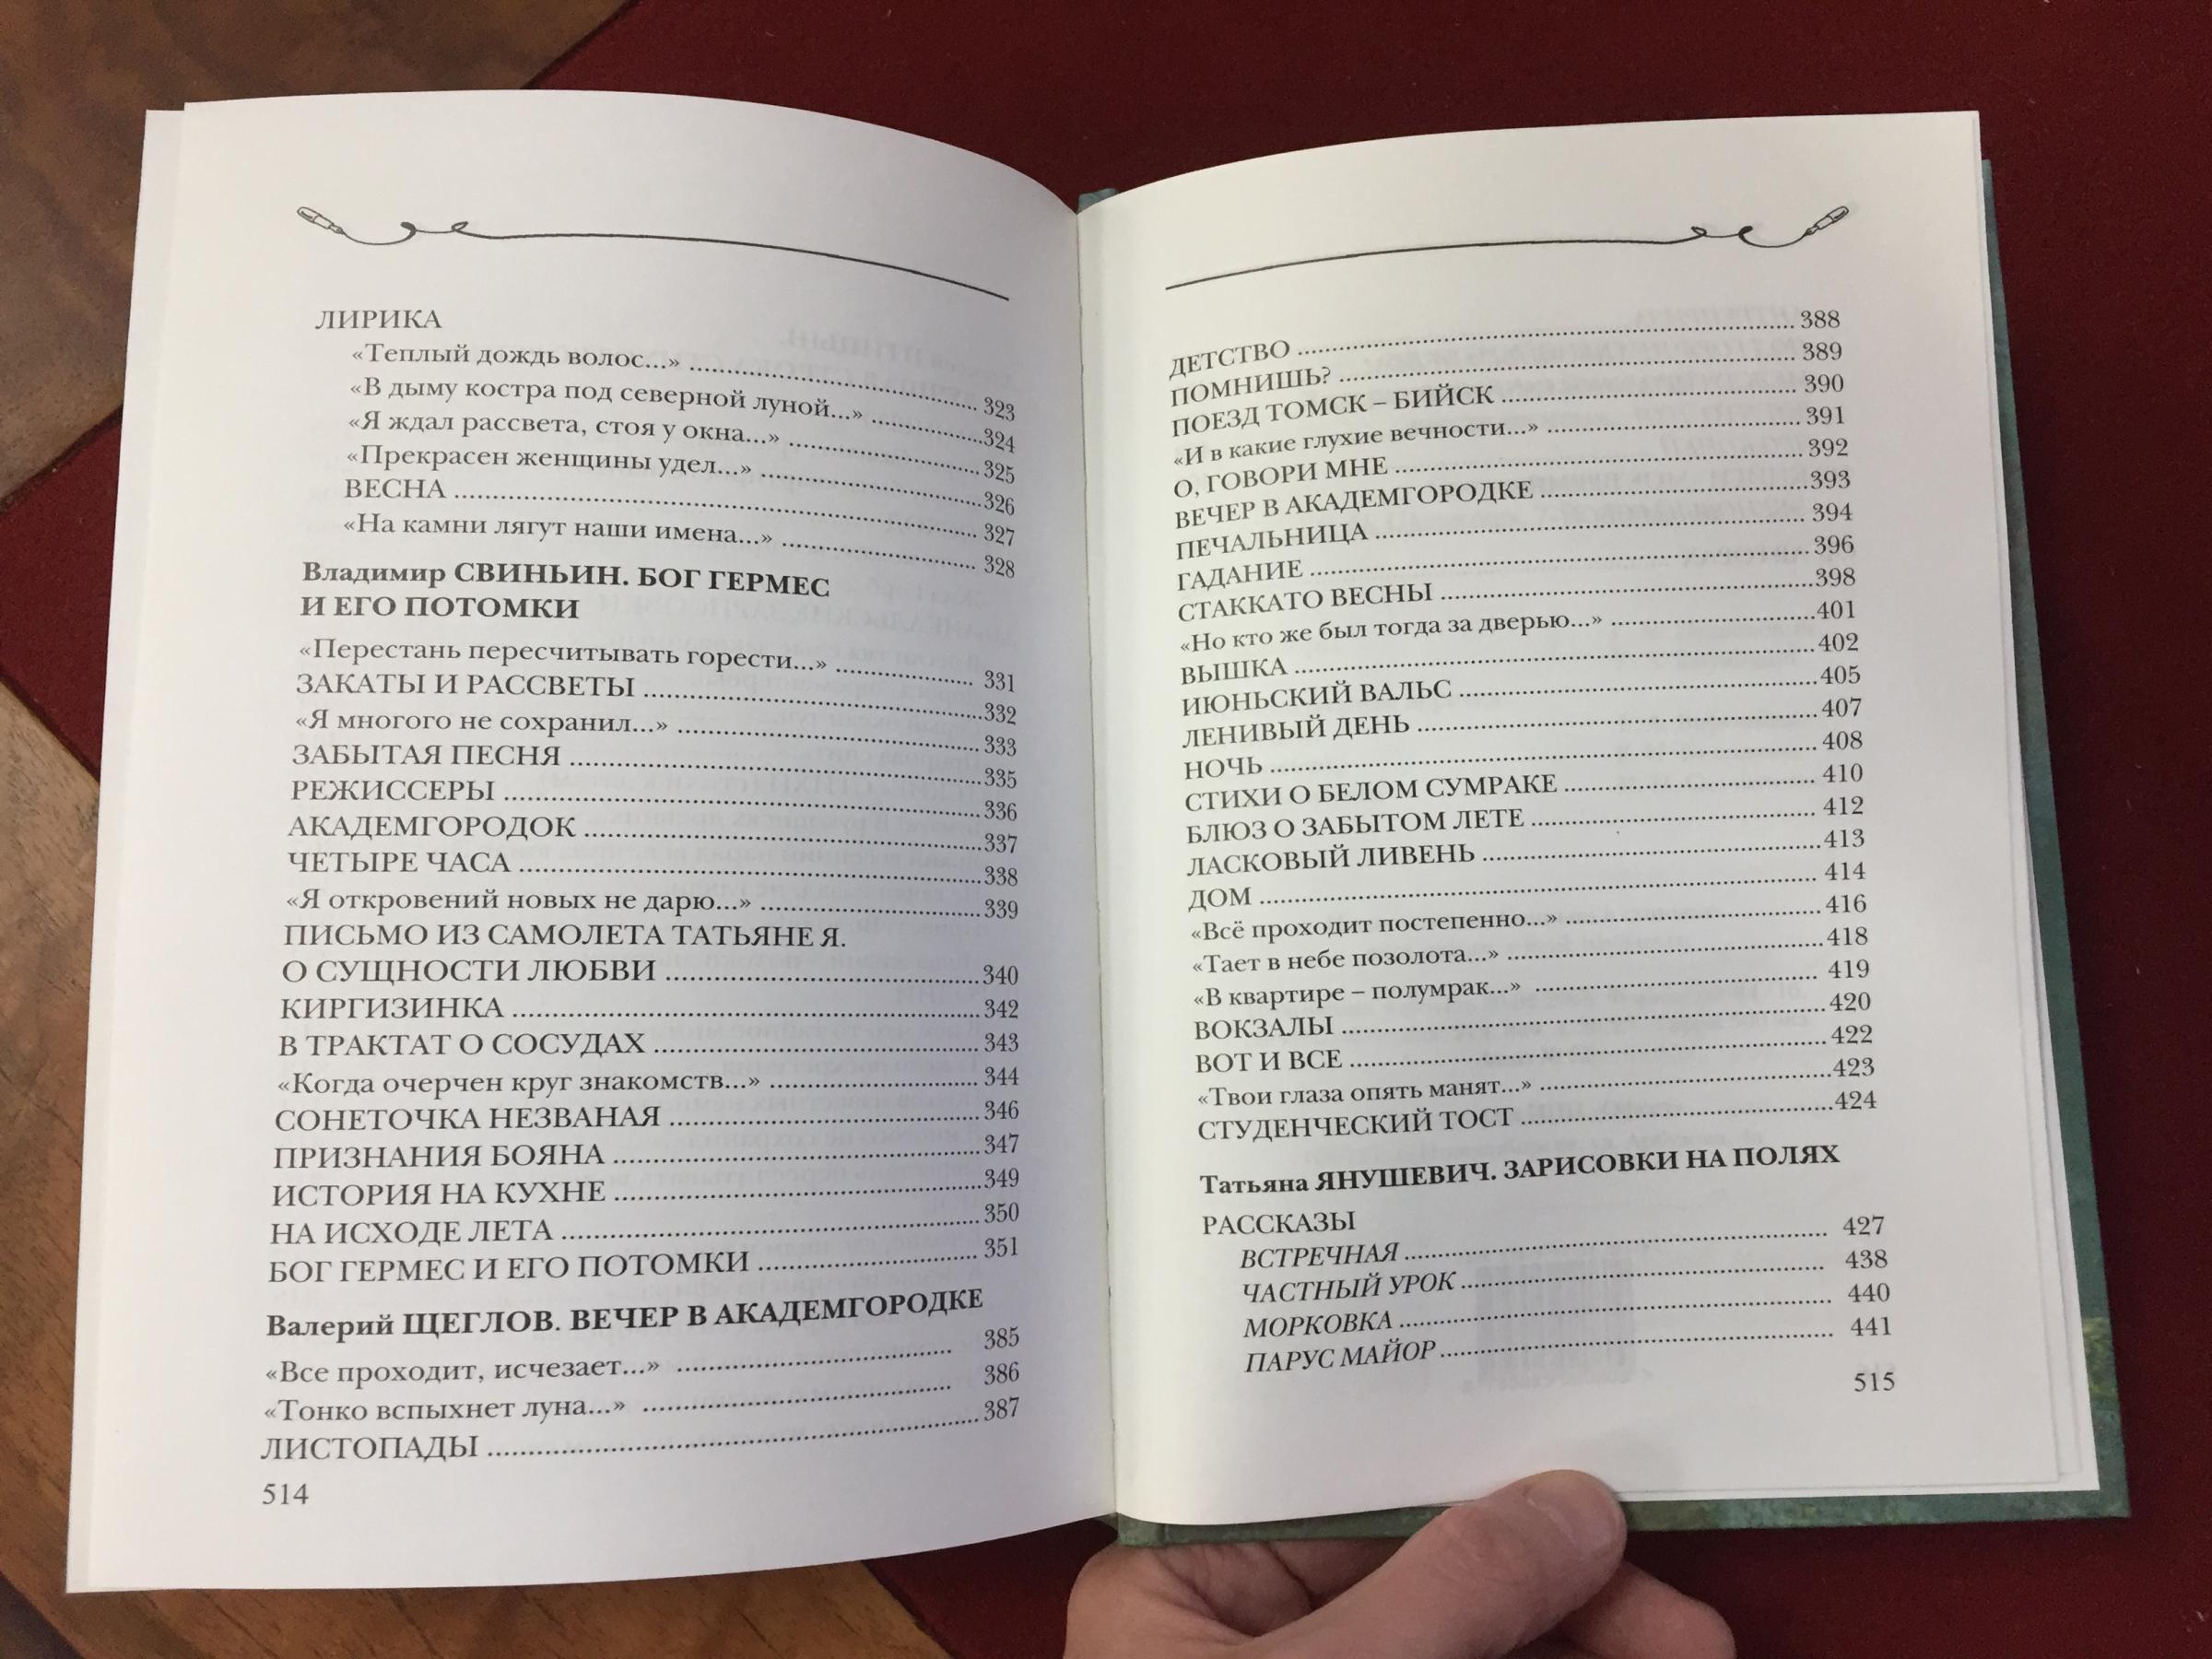 ЛИРИКА
«Теплый дождь волос...» 323
«В дыму костра под северной луной...» 324
«Я ждал рассвета, стоя у окна...» 325
«Прекрасен женщины удел...» 326
ВЕСНА 327
«На камни лягут наши имена...» 328
Владимир СВИНЬИН. БОГ ГЕРМЕС
И ЕГО ПОТОМКИ
«Перестань пересчитывать горести...» 331
ЗАКАТЫ И РАССВЕТЫ 332
«Я многого не сохранил...» 333
ЗАБЫТАЯ ПЕСНЯ 335
РЕЖИССЕРЫ 336
АКАДЕМГОРОДОК 337
ЧЕТЫРЕ ЧАСА 338
«Я откровений новых не дарю...» 339
ПИСЬМО ИЗ САМОЛЕТА ТАТЬЯНЕ Я.
О СУЩНОСТИ ЛЮБВИ 340
КИРГИЗИНКА 342
В ТРАКТАТ О СОСУДАХ 343
«Когда очерчен круг знакомств...» 344
СОНЕТОЧКА НЕЗВАНАЯ 346
ПРИЗНАНИЯ БОЯНА 347
ИСТОРИЯ НА КУХНЕ 349
НА ИСХОДЕ ЛЕТА 350
БОГ ГЕРМЕС И ЕГО ПОТОМКИ 351
Валерий ЩЕГЛОВ. ВЕЧЕР В АКАДЕМГОРОДКЕ
«Все проходит, исчезает...» 385
«Тонко вспыхнет луна...» 386
ЛИСТОПАДЫ 387
514
ДЕТСТВО 388
ПОМНИШЬ? 389
ПОЕЗД ТОМСК – БИЙСК 390
«И в какие глухие вечности...» 391
О, ГОВОРИ МНЕ 392
ВЕЧЕР В АКАДЕМГОРОДКЕ 393
ПЕЧАЛЬНИЦА 394
ГАДАНИЕ 396
СТАККАТО ВЕСНЫ 398
«Но кто же был тогда за дверью...» 401
ВЫШКА 402
ИЮНЬСКИЙ ВАЛЬС 405
ЛЕНИВЫЙ ДЕНЬ 407
НОЧЬ 408
СТИХИ О БЕЛОМ СУМРАКЕ 410
БЛЮЗ О ЗАБЫТОМ ЛЕТЕ 412
ЛАСКОВЫЙ ЛИВЕНЬ 413
ДОМ 414
«Всё проходит постепенно...» 416
«Тает в небе позолота...» 418
«В квартире – полумрак...» 419
ВОКЗАЛЫ 420
ВОТ И ВСЕ 422
«Твои глаза опять манят...» 423
СТУДЕНЧЕСКИЙ ТОСТ 424
Татьяна ЯНУШЕВИЧ. ЗАРИСОВКИ НА ПОЛЯХ
РАССКАЗЫ
ВСТРЕЧНАЯ 427
ЧАСТНЫЙ УРОК 438
МОРКОВКА 440
ПАРУС МАЙОР 441
515